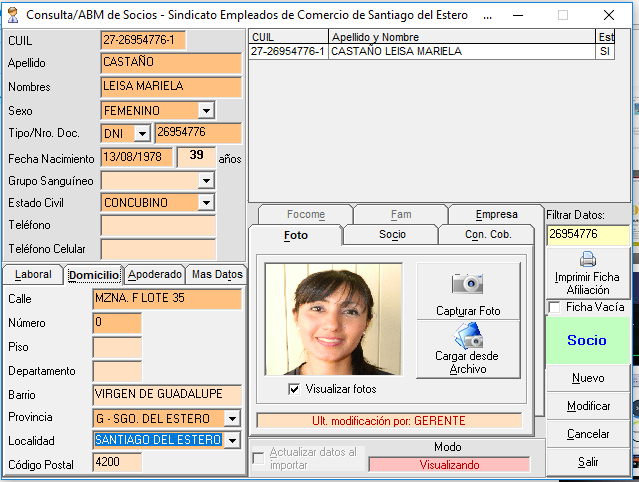 Consulta/ABM de Socios - Sindicato Empleados de Comercio de Santiago del Estero
CUIL 27-26954776-1
Apellido CASTAÑO
Nombres LEISA MARIELA
Sexo FEMENINO
Tipo/Nro. Doc. DNI 26954776
Fecha Nacimiento 13/08/1978 39 años
Grupo Sanguíneo
Estado Civil CONCUBINO
Teléfono
Teléfono Celular
CUIL Apellido y Nombre Est
27-26954776-1 CASTAÑO LEISA MARIELA SI
Laboral Domicilio Apoderado Mas Datos
Calle MZNA. F LOTE 35
Número 0
Piso
Departamento
Barrio VIRGEN DE GUADALUPE
Provincia G - SGO. DEL ESTERO
Localidad SANTIAGO DEL ESTERO
Código Postal 4200
Focome Fam Empresa
Foto Socio Con. Cob.
Capturar Foto
Cargar desde
Archivo
Visualizar fotos
Ult. modificación por: GERENTE
Actualizar datos al
importar
Modo
Visualizando
Filtrar Datos:
26954776
Imprimir Ficha
Afiliación
Ficha Vacía
Socio
Nuevo
Modificar
Cancelar
Salir